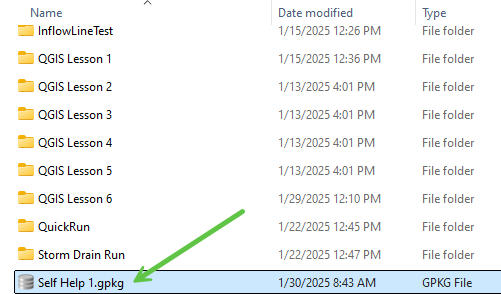 Name Date modified Type
InflowLineTest 1/15/2025 12:26 PM File folder
QGIS Lesson 1 1/15/2025 12:36 PM File folder
QGIS Lesson 2 1/13/2025 4:01 PM File folder
QGIS Lesson 3 1/13/2025 4:01 PM File folder
QGIS Lesson 4 1/13/2025 4:01 PM File folder
QGIS Lesson 5 1/13/2025 4:01 PM File folder
QGIS Lesson 6 1/29/2025 12:10 PM File folder
QuickRun 1/22/2025 12:45 PM File folder
Storm Drain Run 1/22/2025 12:47 PM File folder
Self Help 1.gpkg 1/30/2025 8:43 AM GPKG File